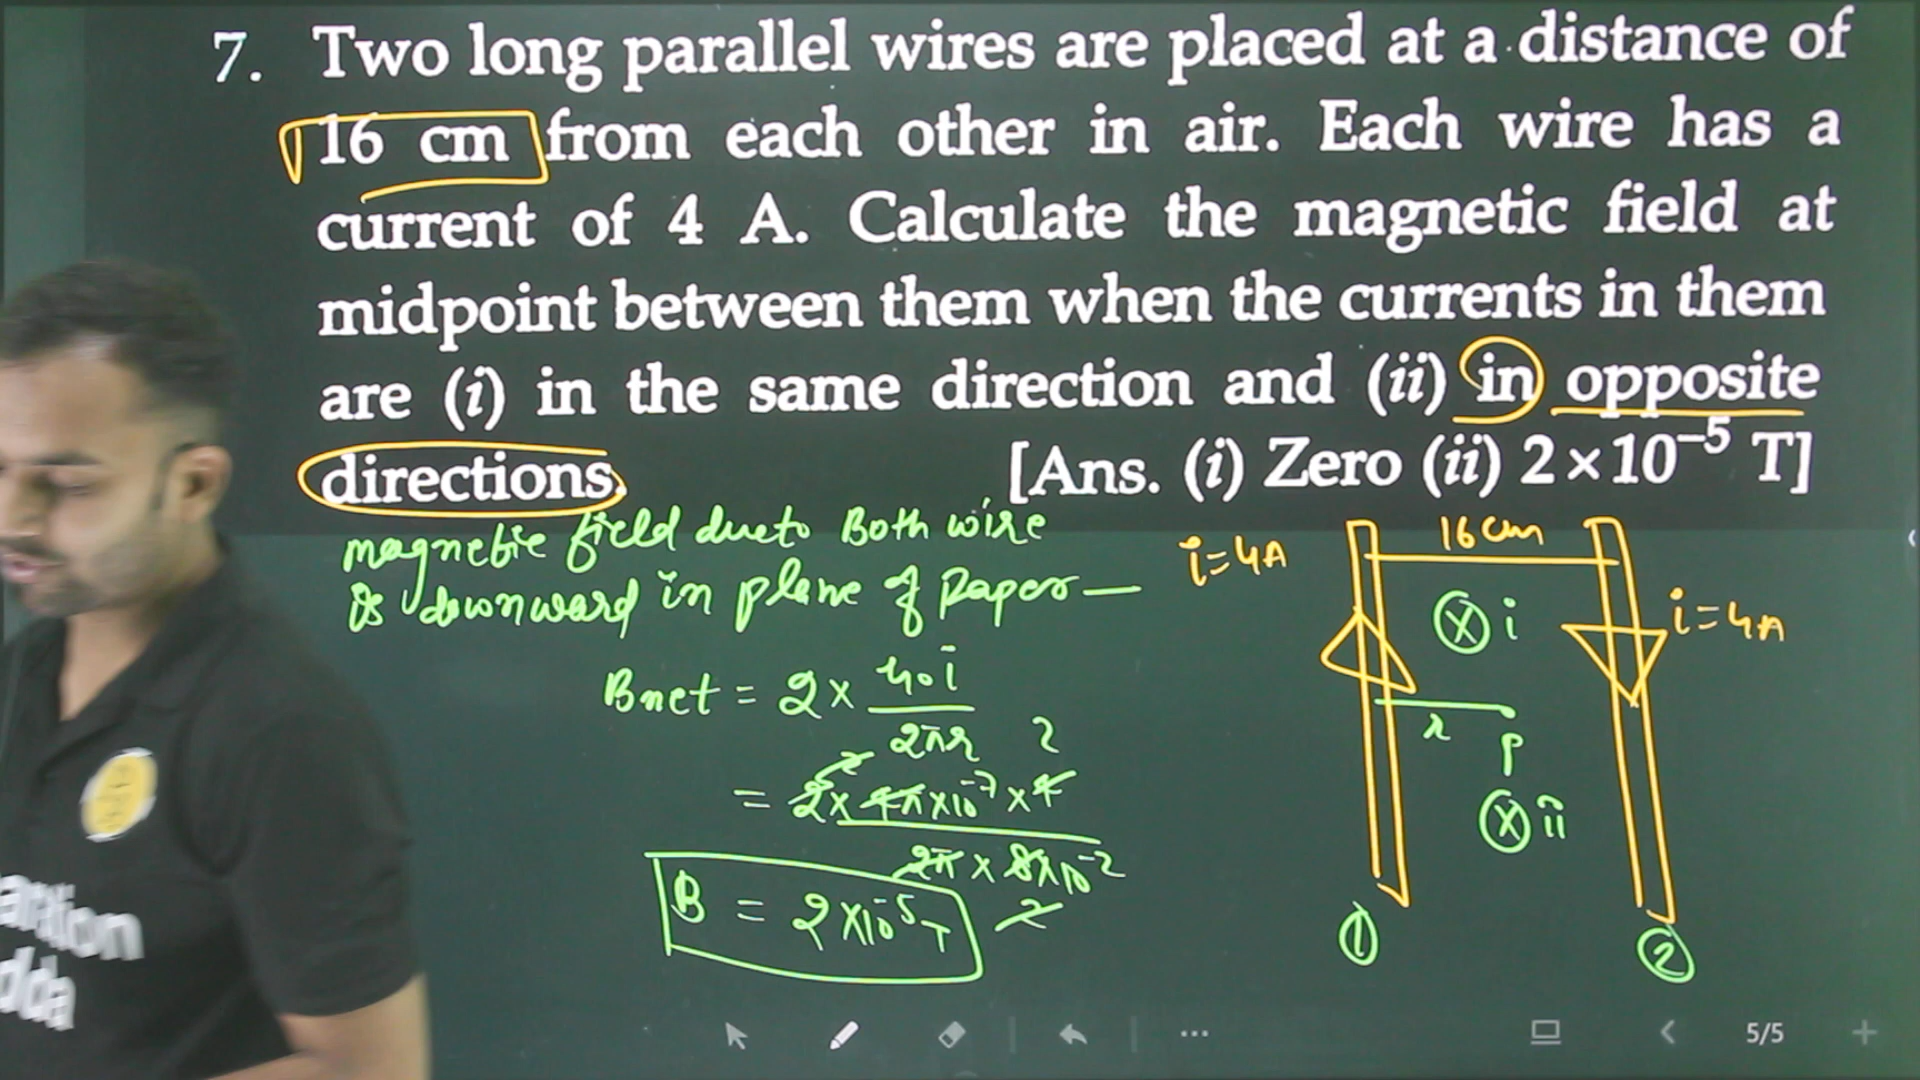 7. Two long parallel wires are placed at a distance of
16 cm from each other in air. Each wire has a
current of 4 A. Calculate the magnetic field at
midpoint between them when the currents in them
are (i) in the same direction and (ii) in opposite
directions. [Ans. (i) Zero (ii) 2×10⁻⁵ T]
magnetic field due to Both wire
is downward in plane of paper —
Bnet = 2 × μ₀i / 2πr
= 2 × 4π × 10⁻⁷ × 4 / 2π × 8 × 10⁻²
2
2
2
B = 2 × 10⁻⁵ T
i = 4A
16 cm
i = 4A
ⓧ i
r
P
ⓧ ii
①
②
5/5